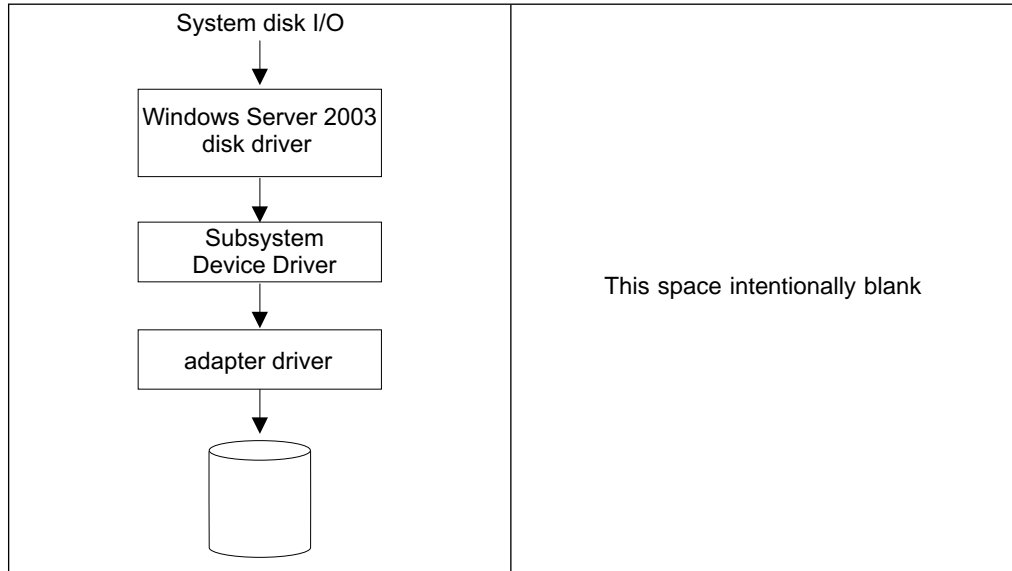 System disk I/O
Windows Server 2003
disk driver
Subsystem
Device Driver
adapter driver
This space intentionally blank